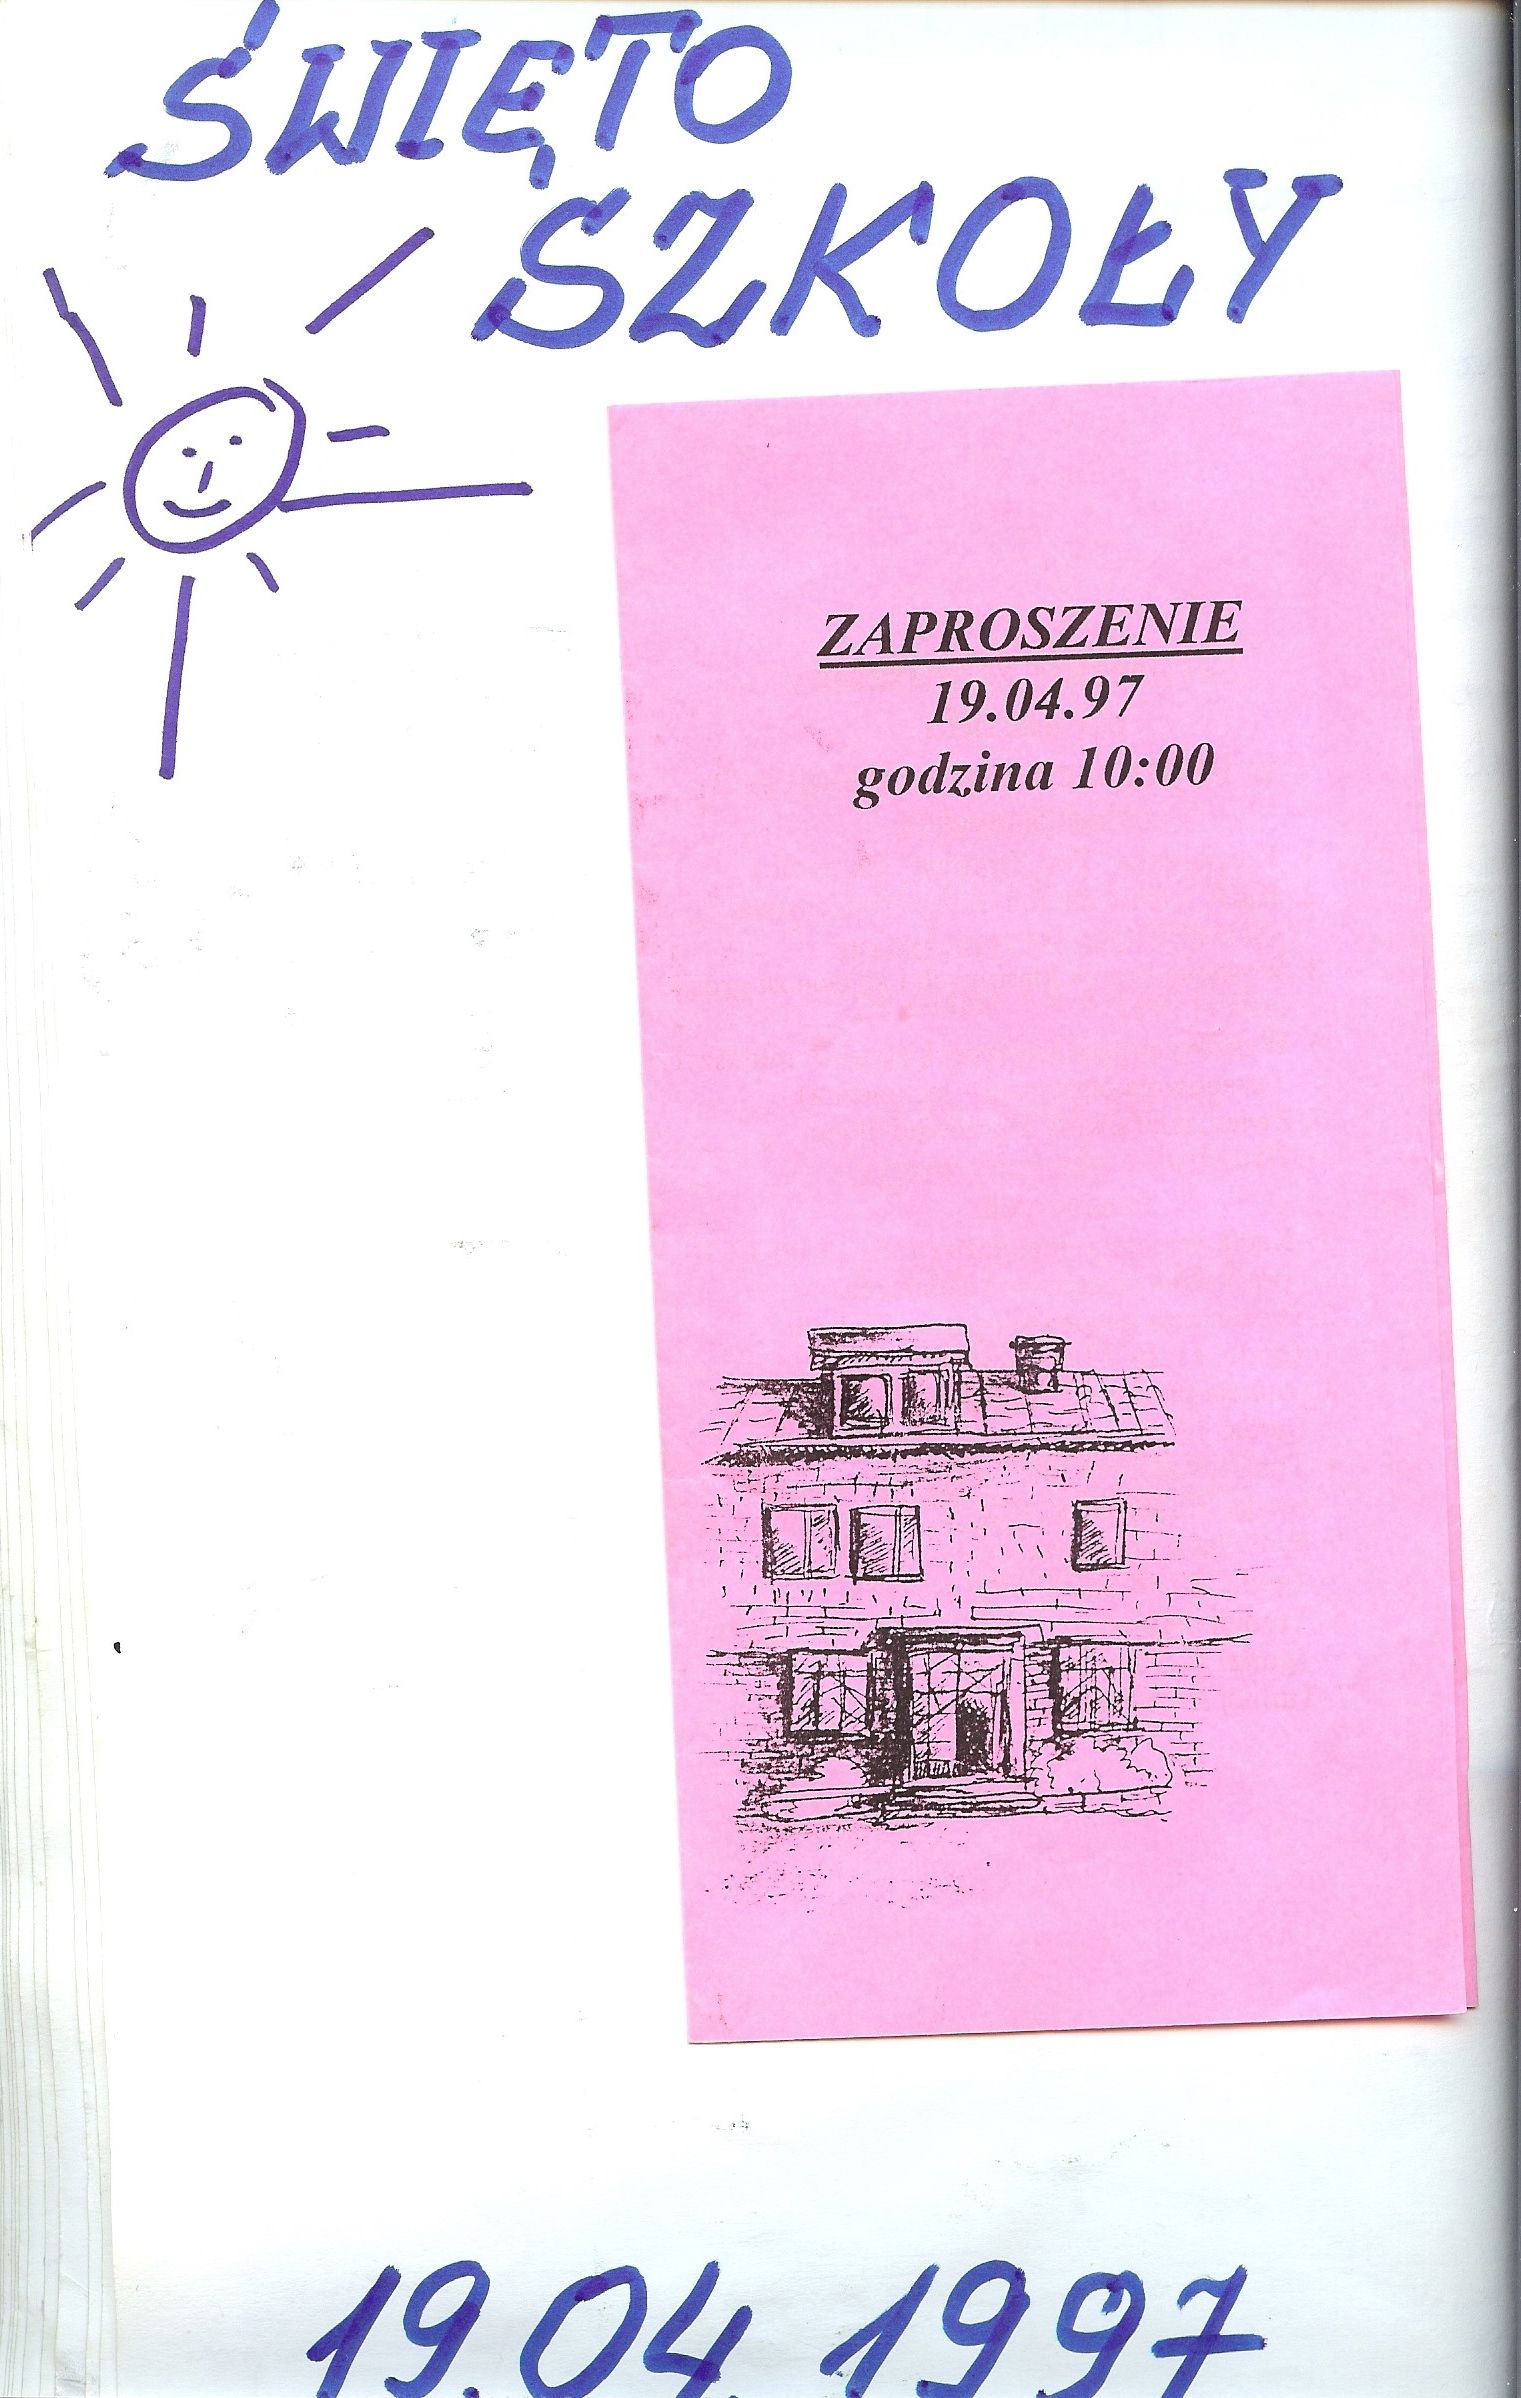 ŚWIĘTO
SZKOŁY
ZAPROSZENIE
19.04.97
godzina 10:00
19.04.1997